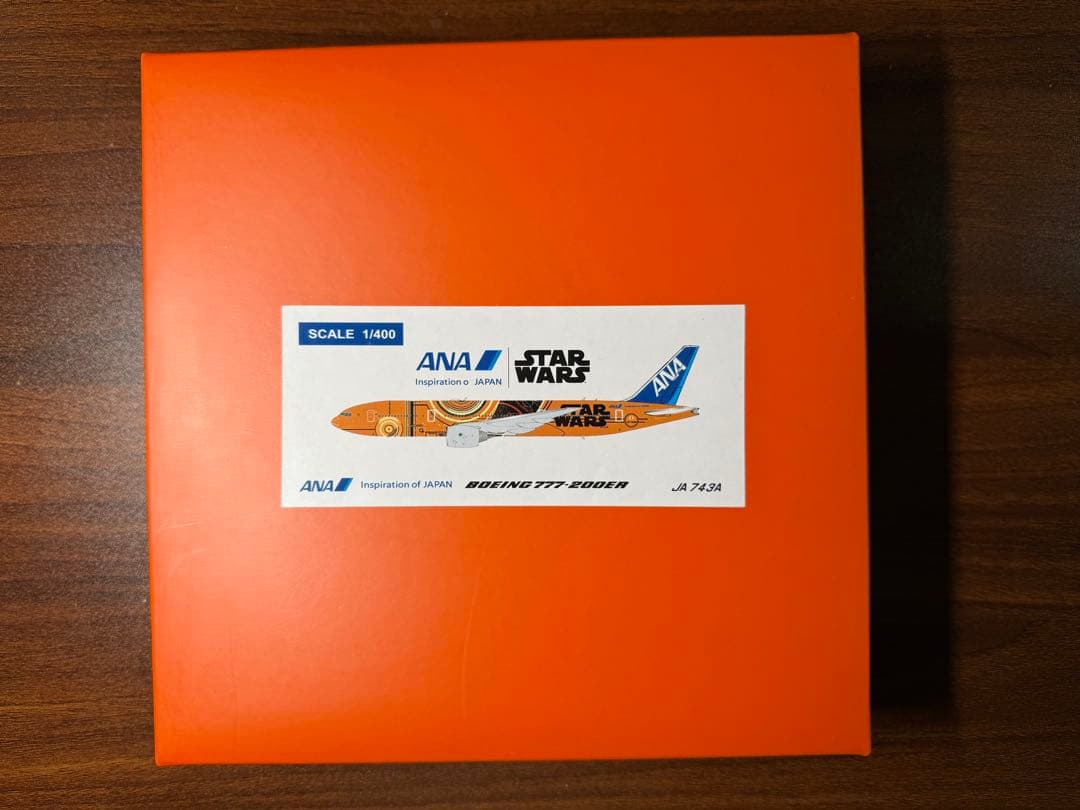 SCALE 1/400
ANA STAR WARS
Inspiration o JAPAN
ANA
STAR WARS
ANA Inspiration of JAPAN BOEING 777-200ER JA 743A